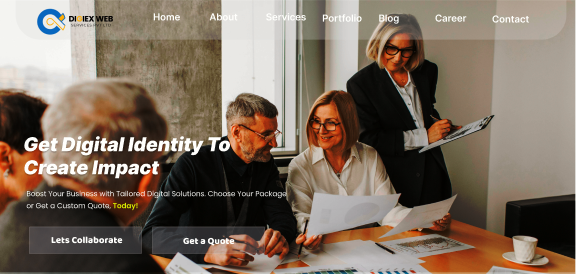 DIGIEX WEB
SERVICES PVT LTD
Home About Services Portfolio Blog Career Contact
Get Digital Identity To
Create Impact
Boost Your Business with Tailored Digital Solutions. Choose Your Package
or Get a Custom Quote, Today!
Lets Collaborate Get a Quote